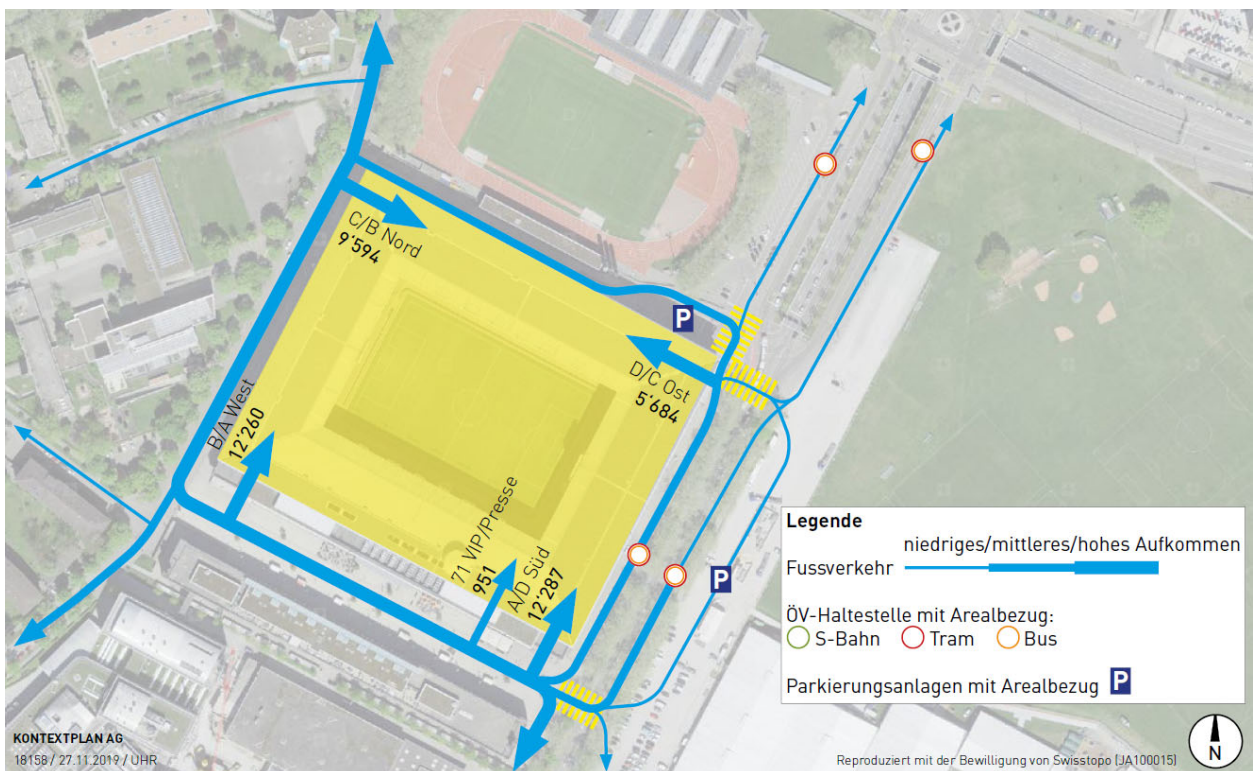 C/B Nord
9'594
P
D/C Ost
5'684
B/A West
12'260
71 VIP/Presse
951
A/D Süd
12'287
P
Legende
niedriges/mittleres/hohes Aufkommen
Fussverkehr
ÖV-Haltestelle mit Arealbezug:
S-Bahn Tram Bus
Parkierungsanlagen mit Arealbezug P
KONTEXTPLAN AG
18158 / 27.11.2019 / UHR
Reproduziert mit der Bewilligung von Swisstopo (JA100015)
N